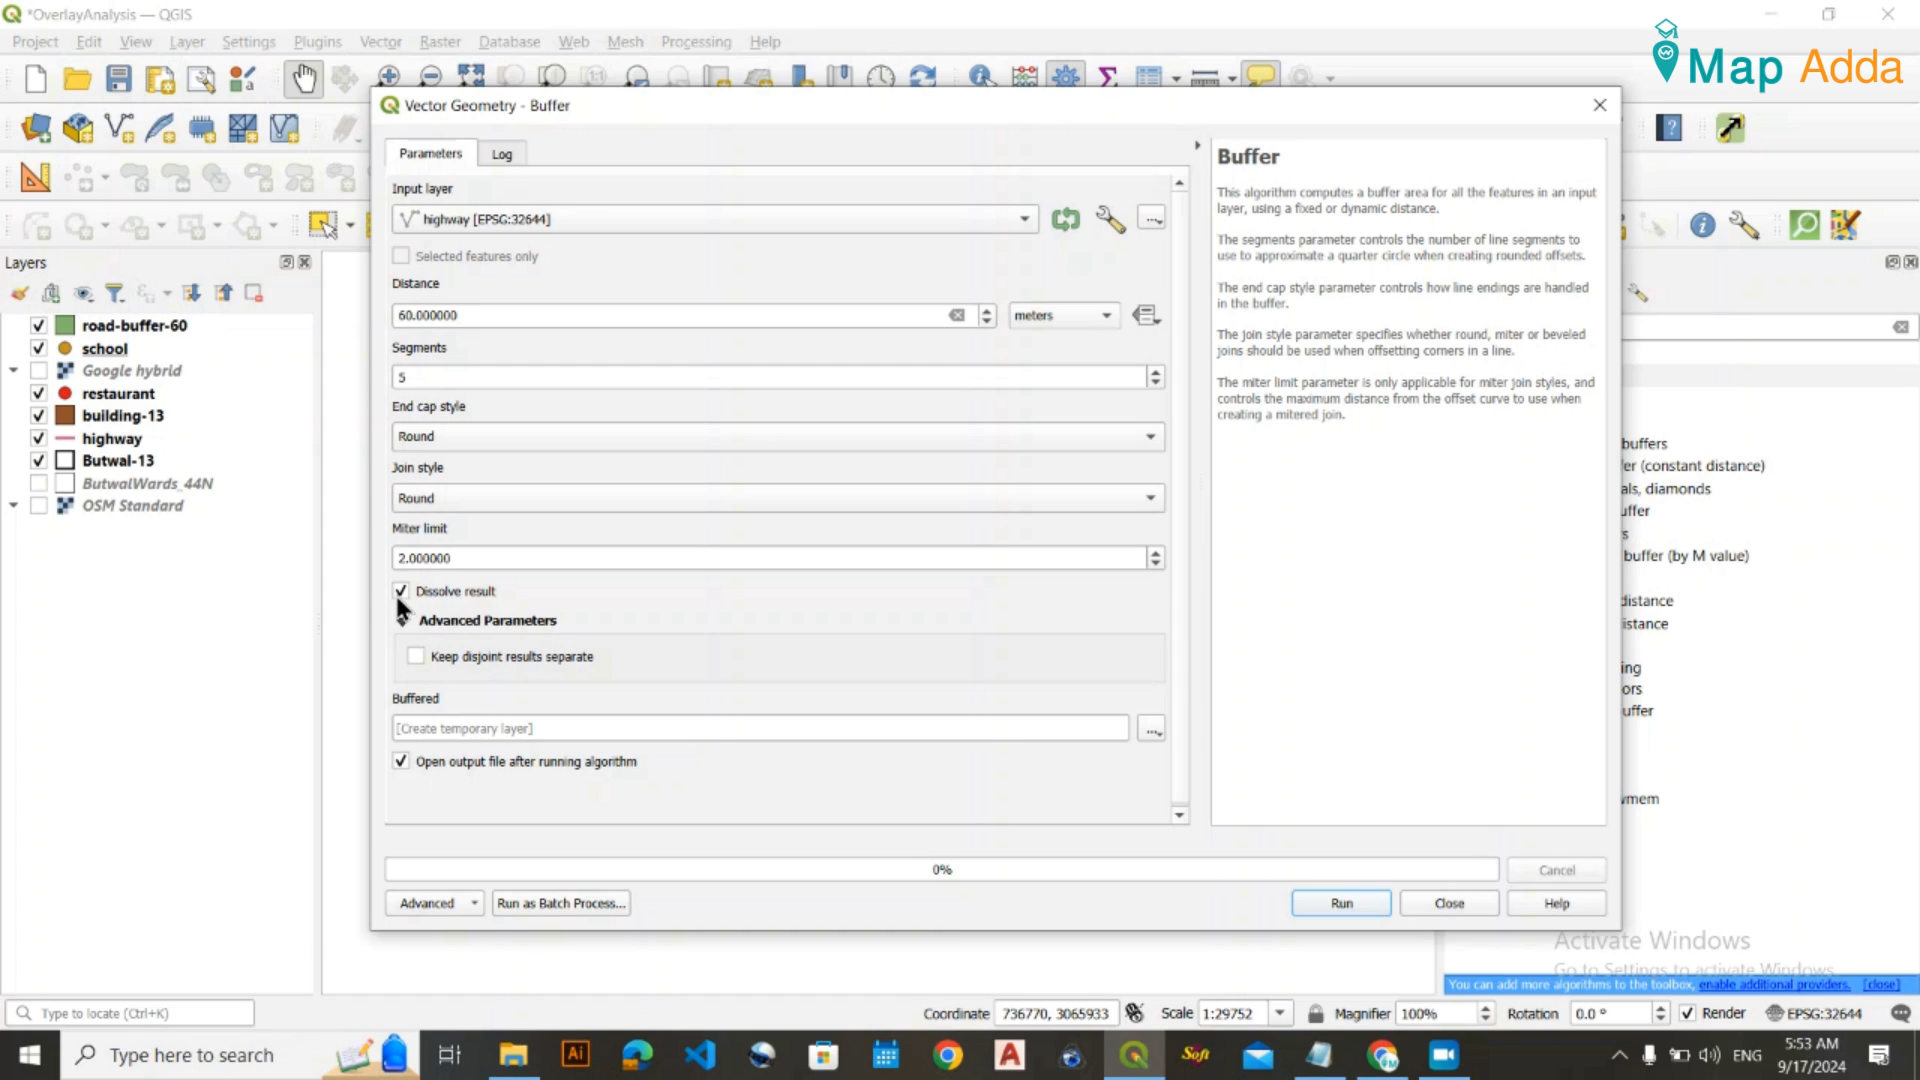 *OverlayAnalysis — QGIS
Project Edit View Layer Settings Plugins Vector Raster Database Web Mesh Processing Help
Map Adda
Vector Geometry - Buffer
Parameters Log
Input layer
highway [EPSG:32644]
Selected features only
Distance
60.000000 meters
Segments
5
End cap style
Round
Join style
Round
Miter limit
2.000000
Dissolve result
Advanced Parameters
Keep disjoint results separate
Buffered
[Create temporary layer]
Open output file after running algorithm
0%
Cancel
Advanced Run as Batch Process... Run Close Help
Buffer
This algorithm computes a buffer area for all the features in an input
layer, using a fixed or dynamic distance.
The segments parameter controls the number of line segments to
use to approximate a quarter circle when creating rounded offsets.
The end cap style parameter controls how line endings are handled
in the buffer.
The join style parameter specifies whether round, miter or beveled
joins should be used when offsetting corners in a line.
The miter limit parameter is only applicable for miter join styles, and
controls the maximum distance from the offset curve to use when
creating a mitered join.
Layers
road-buffer-60
school
Google hybrid
restaurant
building-13
highway
Butwal-13
ButwalWards_44N
OSM Standard
buffers
er (constant distance)
als, diamonds
uffer
s
buffer (by M value)
distance
istance
ing
ors
uffer
Activate Windows
Go to Settings to activate Windows.
You can add more algorithms to the toolbox, enable additional providers. [close]
Type to locate (Ctrl+K) Coordinate 736770, 3065933 Scale 1:29752 Magnifier 100% Rotation 0.0 ° Render EPSG:32644
Type here to search Ai A Soft ENG 5:53 AM
9/17/2024